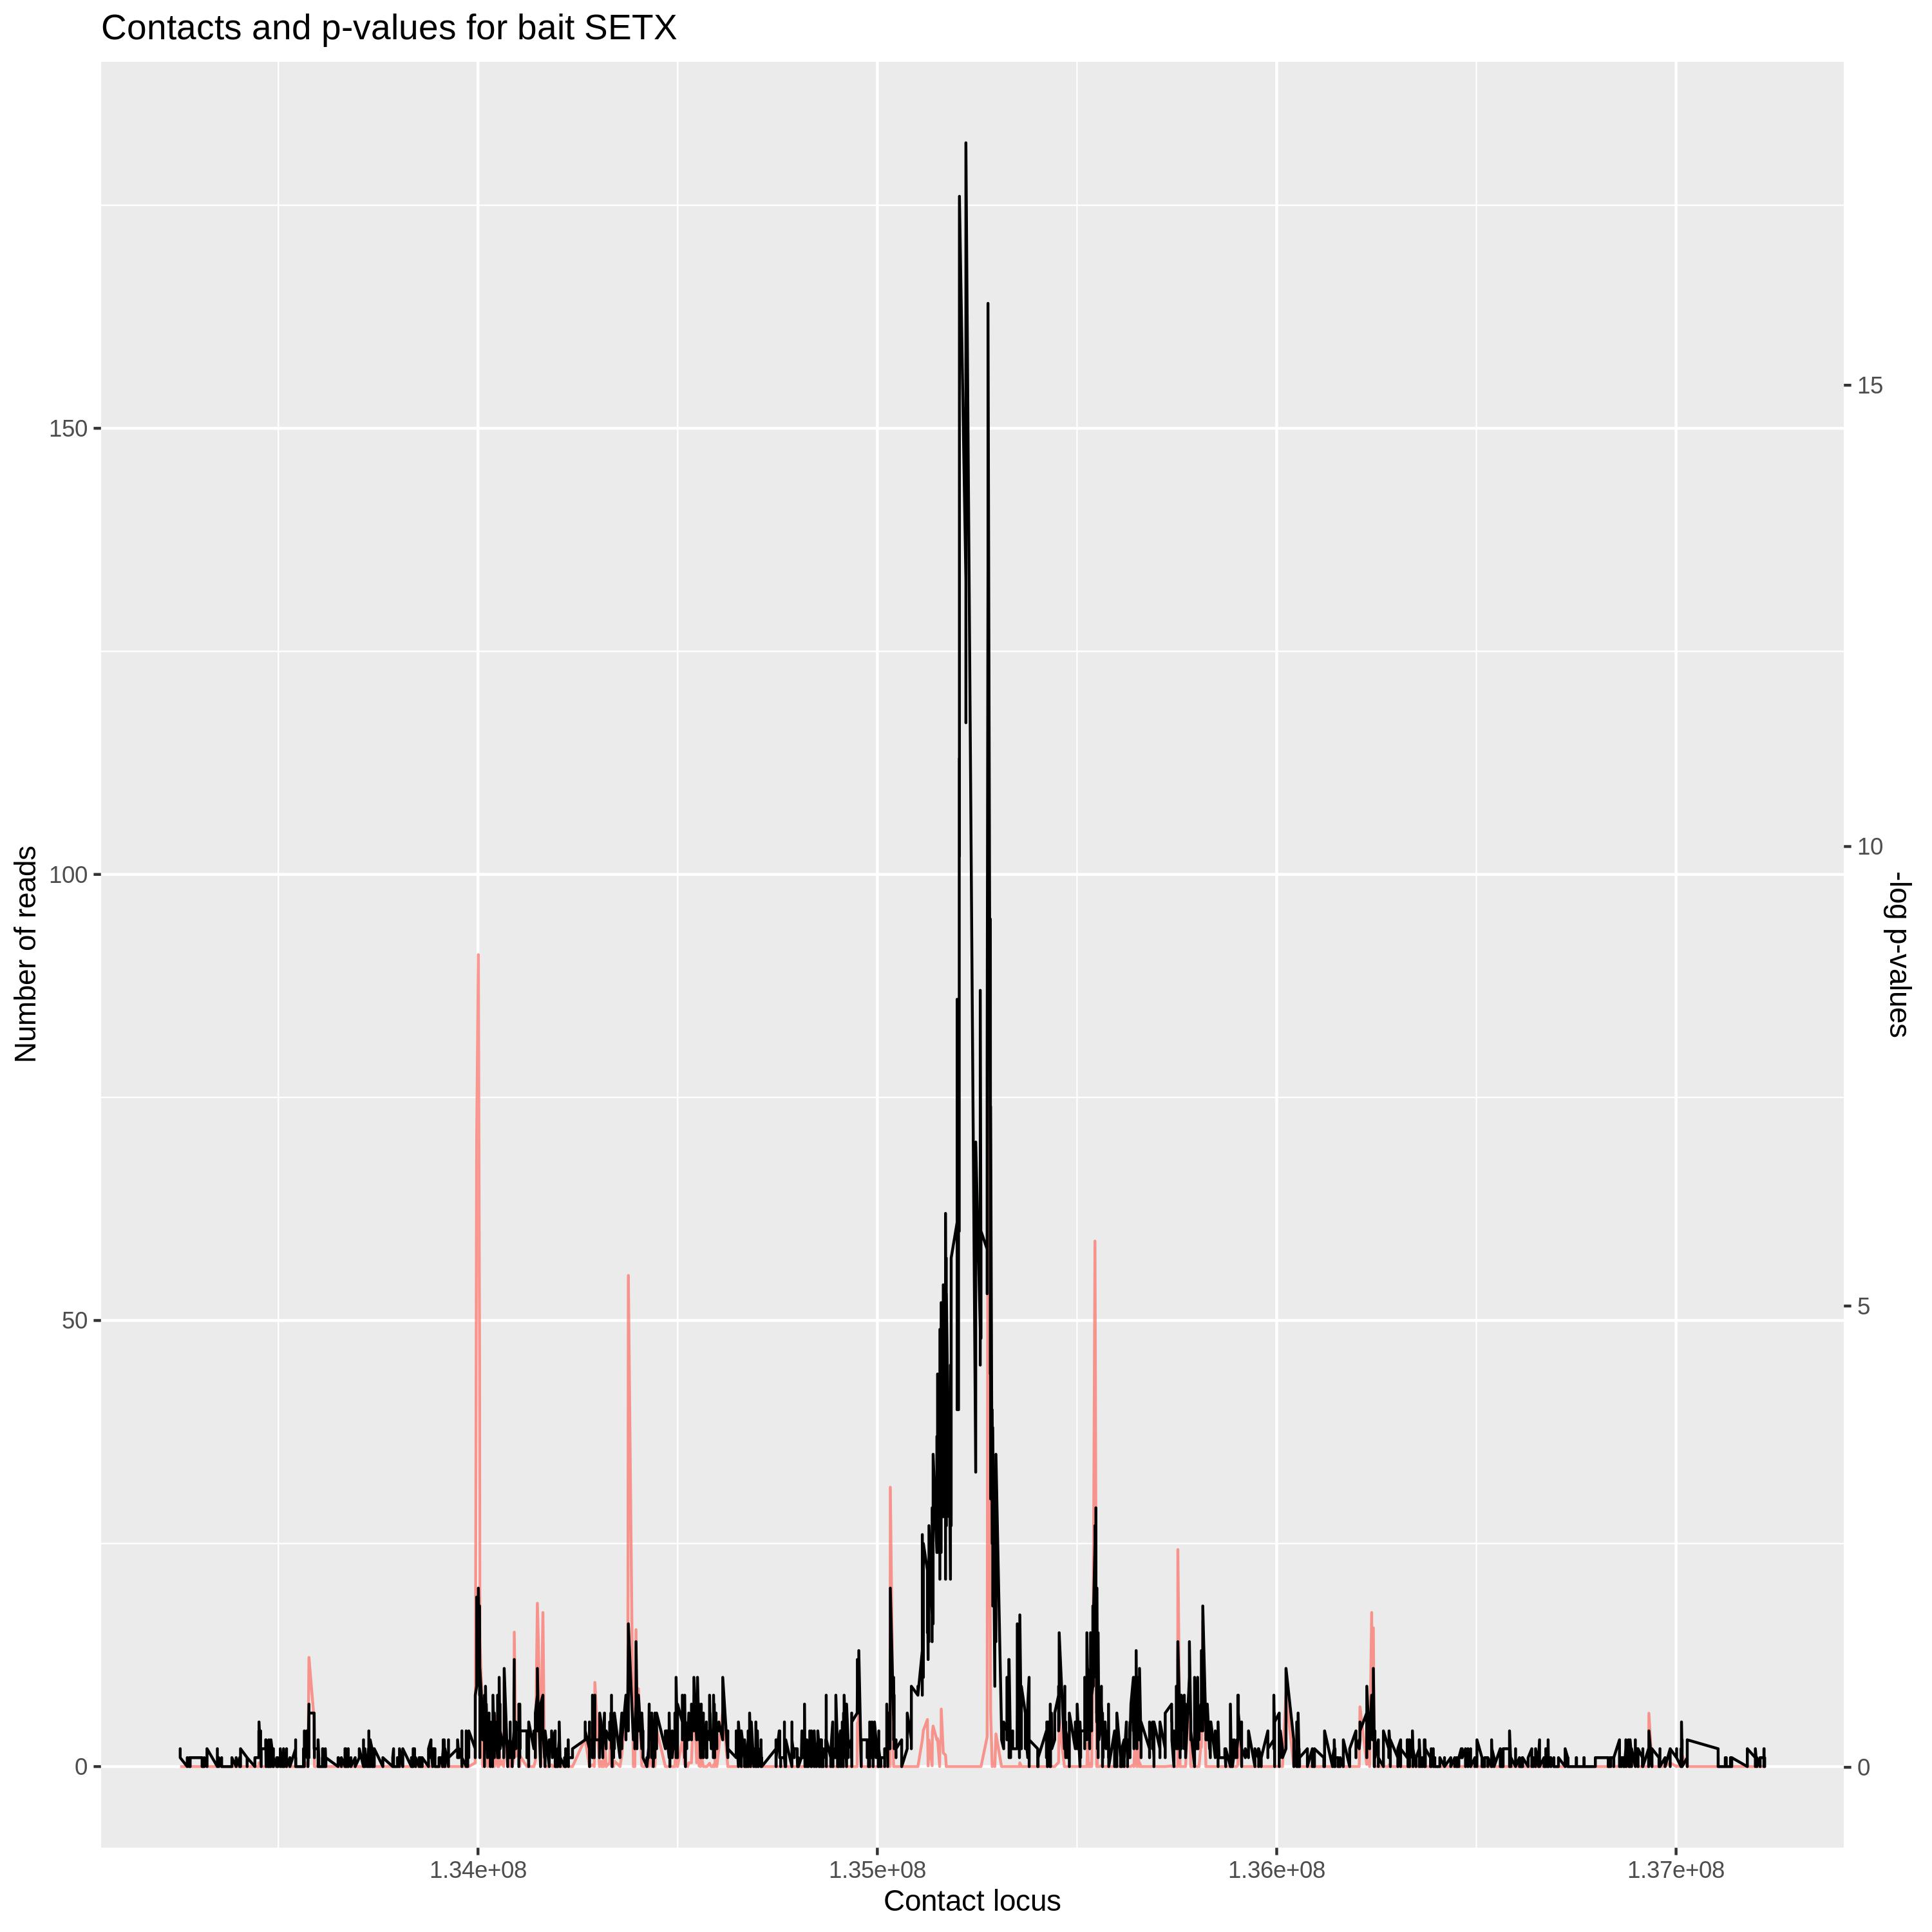 Contacts and p-values for bait SETX
Number of reads
150
100
50
0
15
10
5
0
-log p-values
1.34e+08
1.35e+08
1.36e+08
1.37e+08
Contact locus